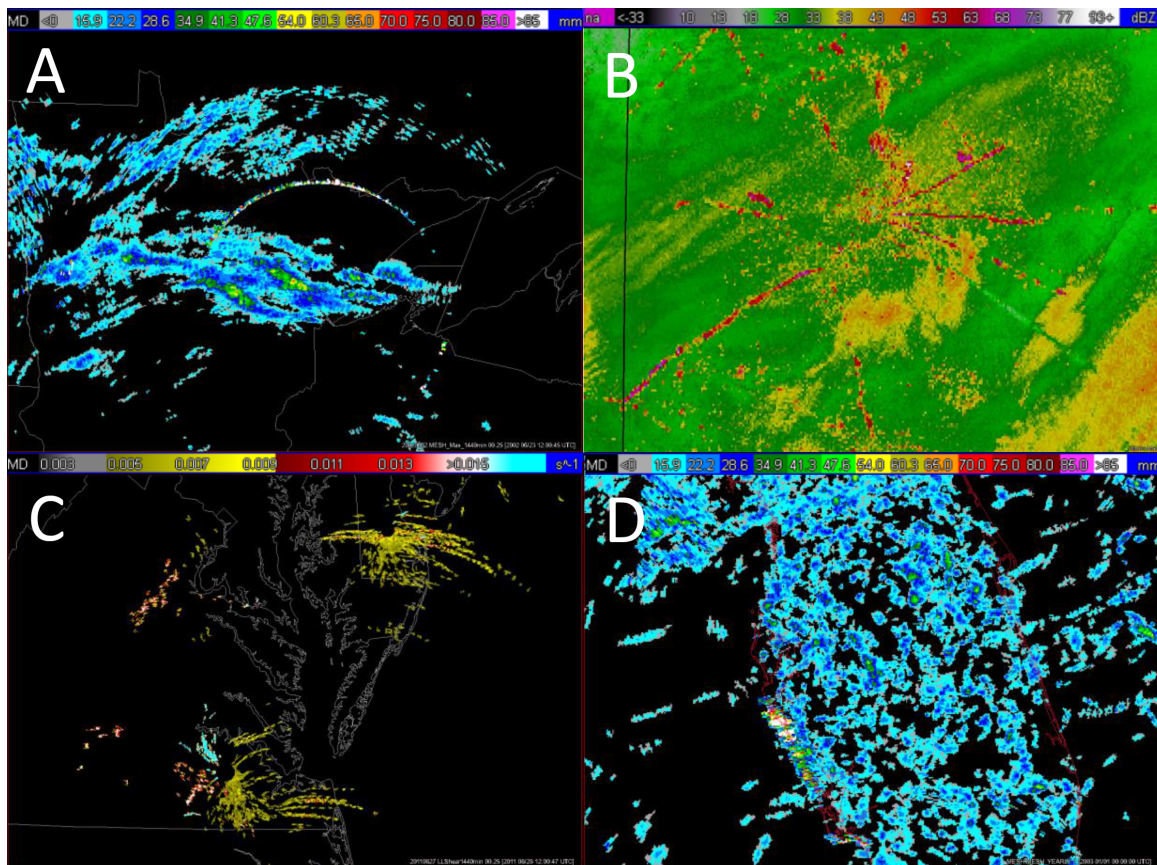 MD <0 15.9 22.2 28.6 34.9 41.3 47.6 54.0 60.3 65.0 70.0 75.0 80.0 85.0 >85 mm
A
na <-33 10 13 18 28 33 38 43 48 53 63 68 73 77 SG+ dBZ
B
MD 0.003 0.005 0.007 0.009 0.011 0.013 >0.015 s^-1
C
MD <0 15.9 22.2 28.6 34.9 41.3 47.6 54.0 60.3 65.0 70.0 75.0 80.0 85.0 >85 mm
D